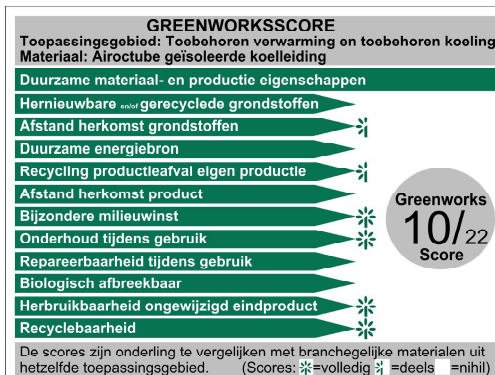 GREENWORKSSCORE
Toepassingsgebied: Toebehoren verwarming en toebehoren koeling
Materiaal: Airoctube geïsoleerde koelleiding
Duurzame materiaal- en productie eigenschappen
Hernieuwbare en/of gerecyclede grondstoffen
Afstand herkomst grondstoffen
Duurzame energiebron
Recycling productieafval eigen productie
Afstand herkomst product
Bijzondere milieuwinst
Onderhoud tijdens gebruik
Repareerbaarheid tijdens gebruik
Biologisch afbreekbaar
Herbruikbaarheid ongewijzigd eindproduct
Recyclebaarheid
Greenworks
10/22
Score
De scores zijn onderling te vergelijken met branchegelijke materialen uit
hetzelfde toepassingsgebied. (Scores: =volledig =deels =nihil)